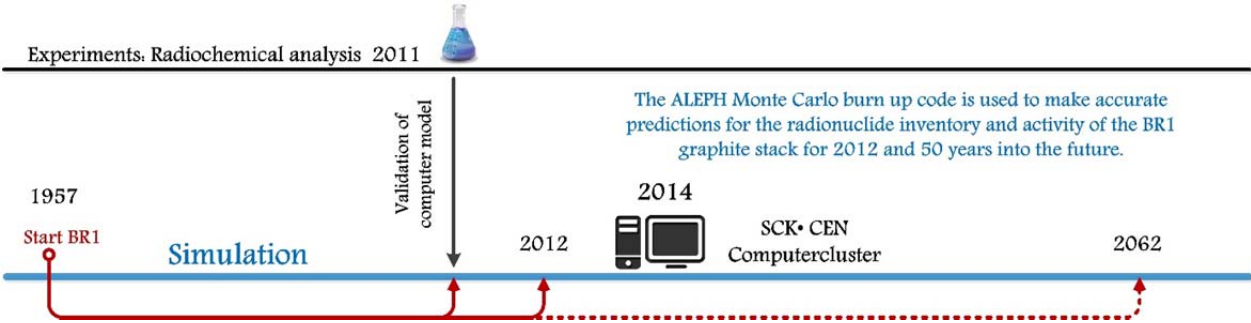 Experiments: Radiochemical analysis 2011
Validation of
computer model
The ALEPH Monte Carlo burn up code is used to make accurate
predictions for the radionuclide inventory and activity of the BR1
graphite stack for 2012 and 50 years into the future.
1957
Start BR1
Simulation
2012
2014
SCK• CEN
Computercluster
2062